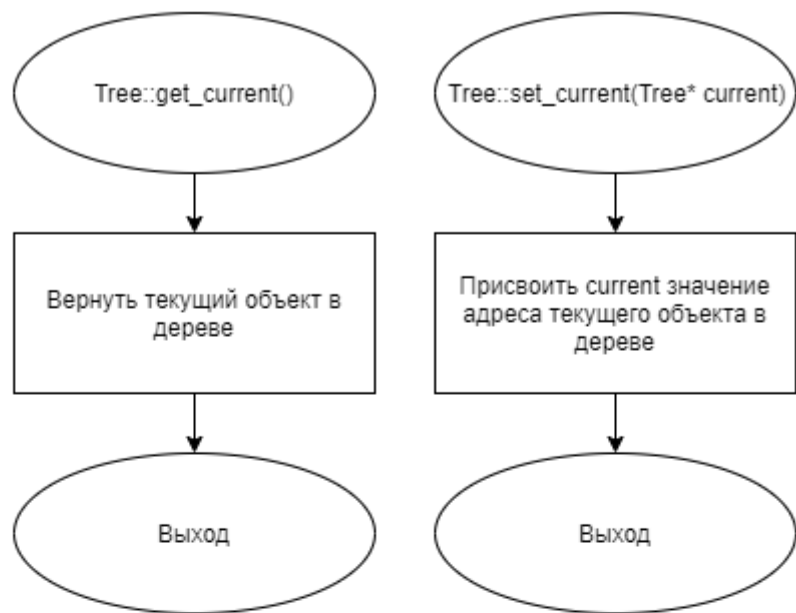 Tree::get_current()
Вернуть текущий объект в
дереве
Выход
Tree::set_current(Tree* current)
Присвоить current значение
адреса текущего объекта в
дереве
Выход